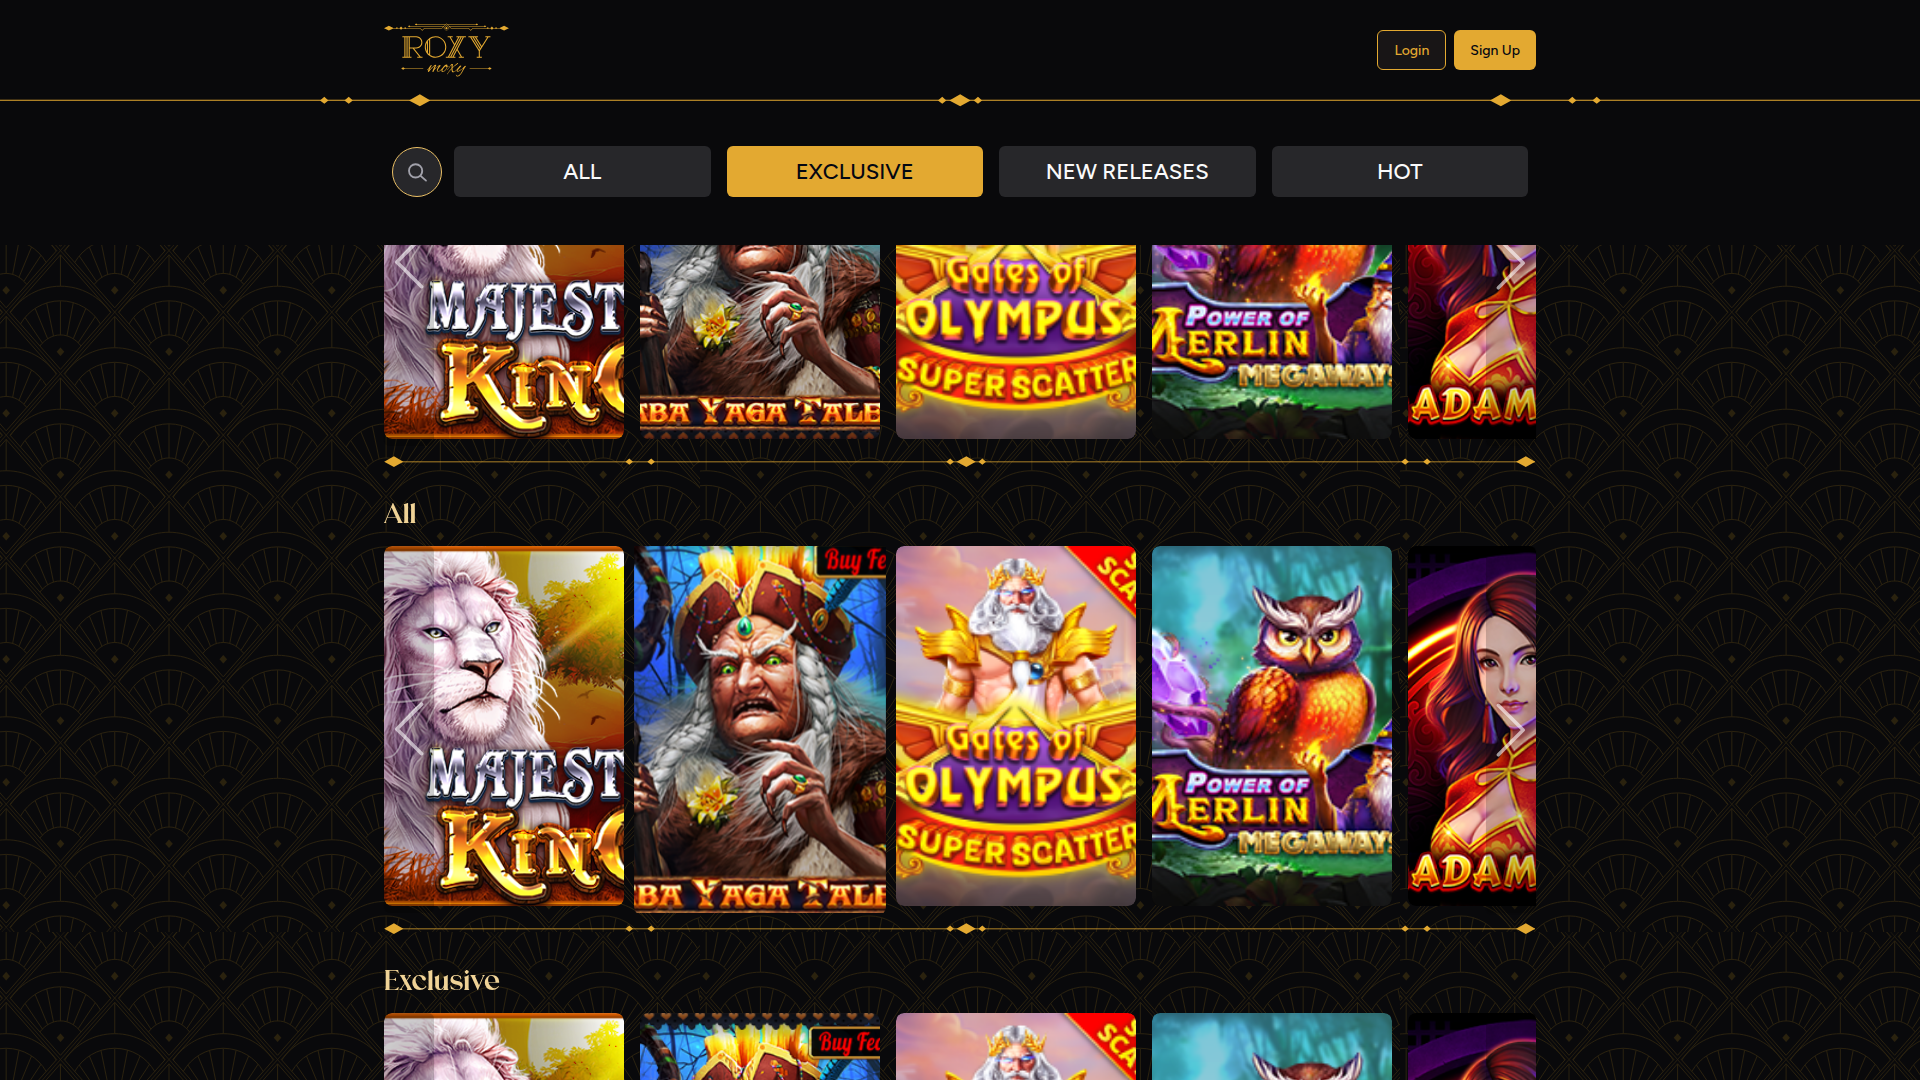 ROXY
moxy
Login
Sign Up
ALL
EXCLUSIVE
NEW RELEASES
HOT
MAJEST
KING
BA YAGA TALE
Gates of
OLYMPUS
SUPER SCATTER
POWER OF
MERLIN
MEGAWAYS
ADAM
All
Buy Fe
SCA
MAJEST
KING
BA YAGA TALE
Gates of
OLYMPUS
SUPER SCATTER
POWER OF
MERLIN
MEGAWAYS
ADAM
Exclusive
Buy Fea
SCA